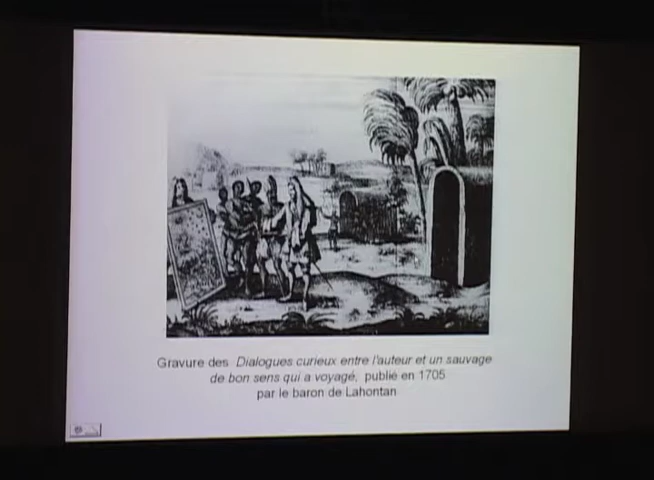 Gravure des Dialogues curieux entre l'auteur et un sauvage
de bon sens qui a voyagé, publié en 1705
par le baron de Lahontan